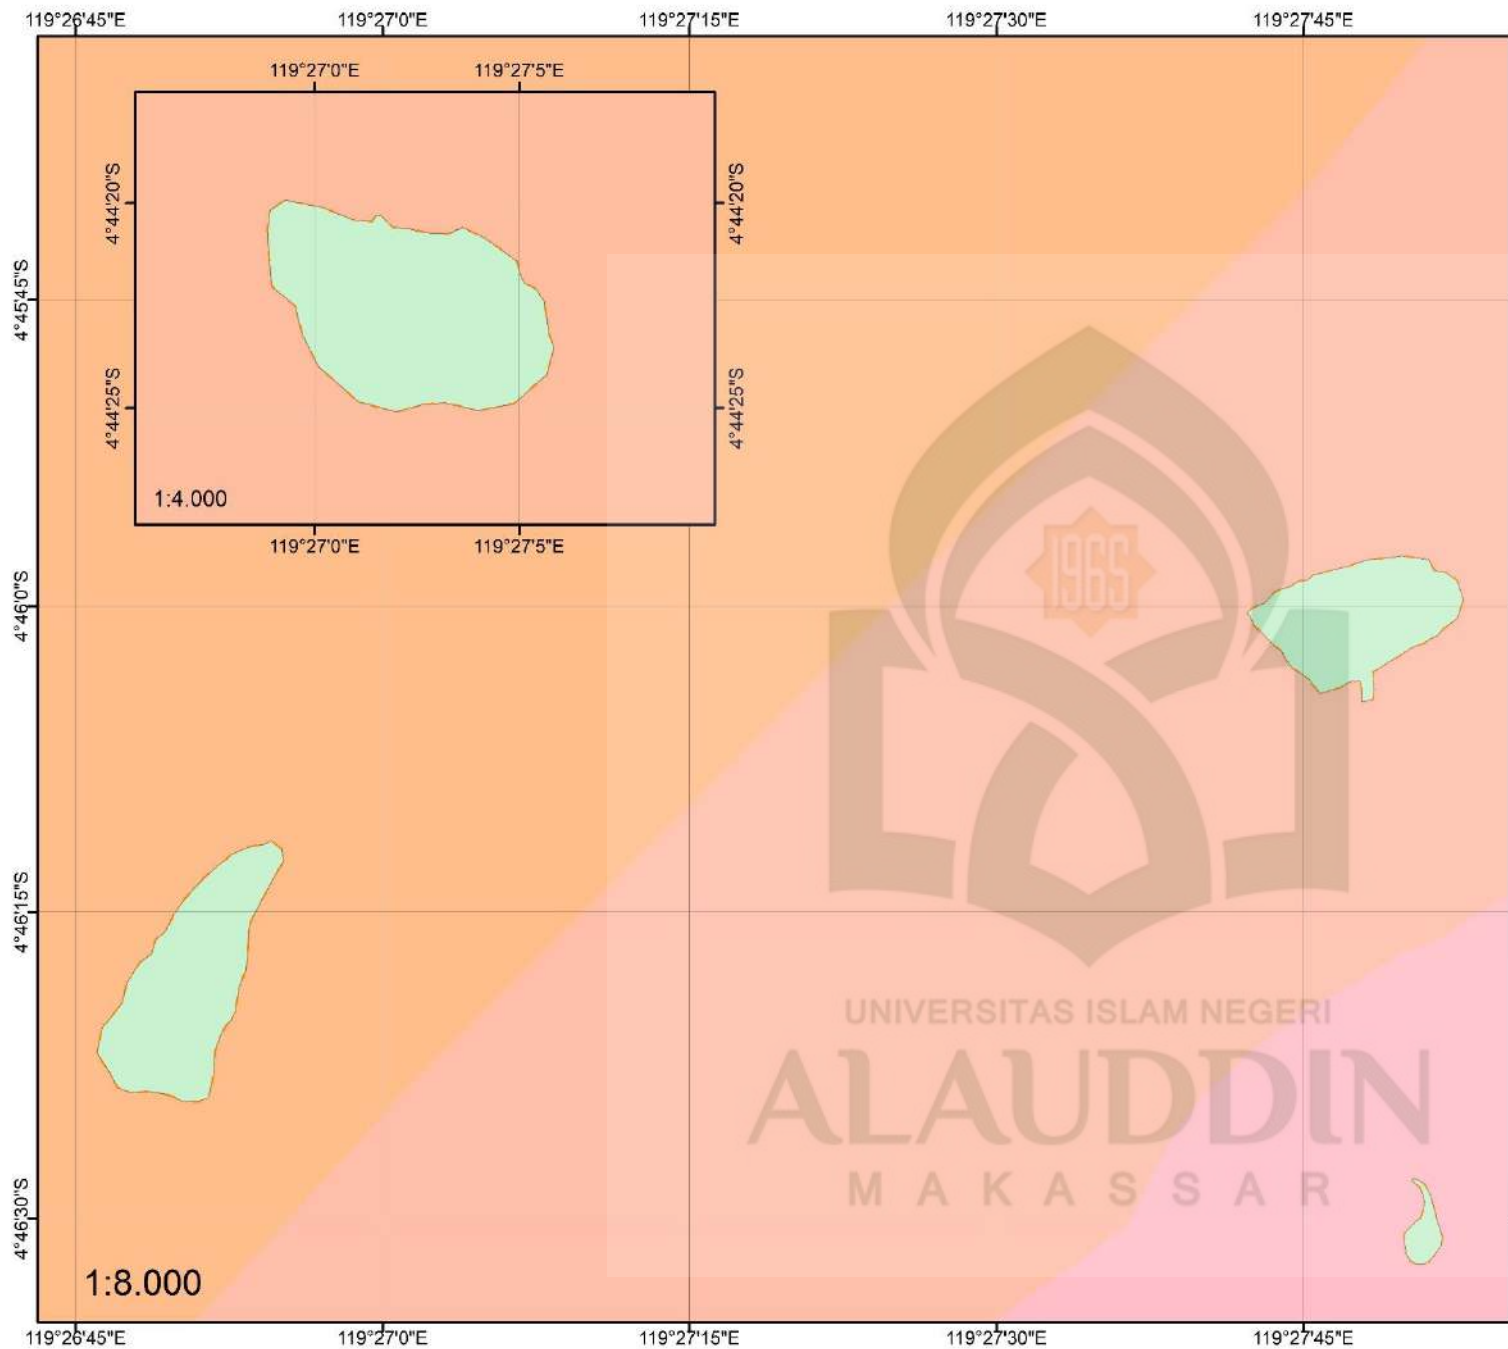 119°26'45"E 119°27'0"E 119°27'15"E 119°27'30"E 119°27'45"E
119°27'0"E 119°27'5"E
4°44'20"S 4°44'20"S
4°45'45"S
4°44'25"S 4°44'25"S
1:4.000
119°27'0"E 119°27'5"E
1965
4°46'0"S
4°46'15"S
UNIVERSITAS ISLAM NEGERI
ALAUDDIN
MAKASSAR
4°46'30"S
1:8.000
119°26'45"E 119°27'0"E 119°27'15"E 119°27'30"E 119°27'45"E